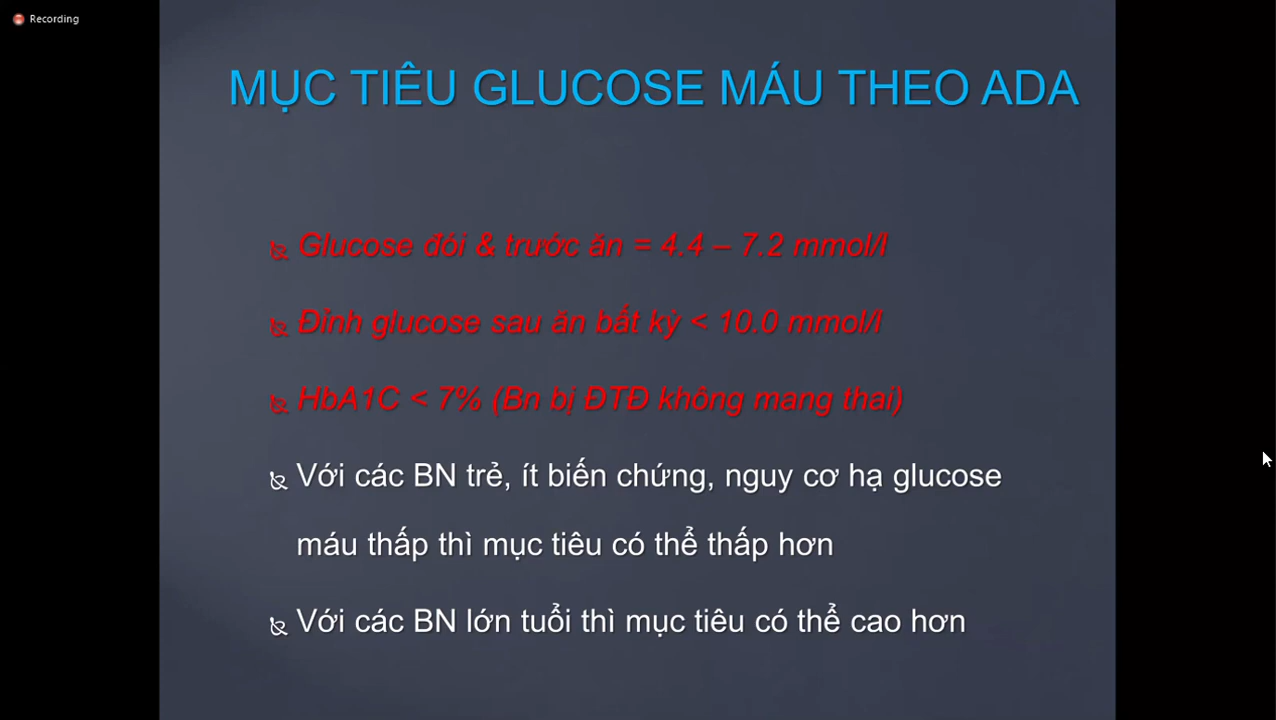 Recording
MỤC TIÊU GLUCOSE MÁU THEO ADA
Glucose đói & trước ăn = 4.4 – 7.2 mmol/l
Đỉnh glucose sau ăn bất kỳ < 10.0 mmol/l
HbA1C < 7% (Bn bị ĐTĐ không mang thai)
Với các BN trẻ, ít biến chứng, nguy cơ hạ glucose
máu thấp thì mục tiêu có thể thấp hơn
Với các BN lớn tuổi thì mục tiêu có thể cao hơn